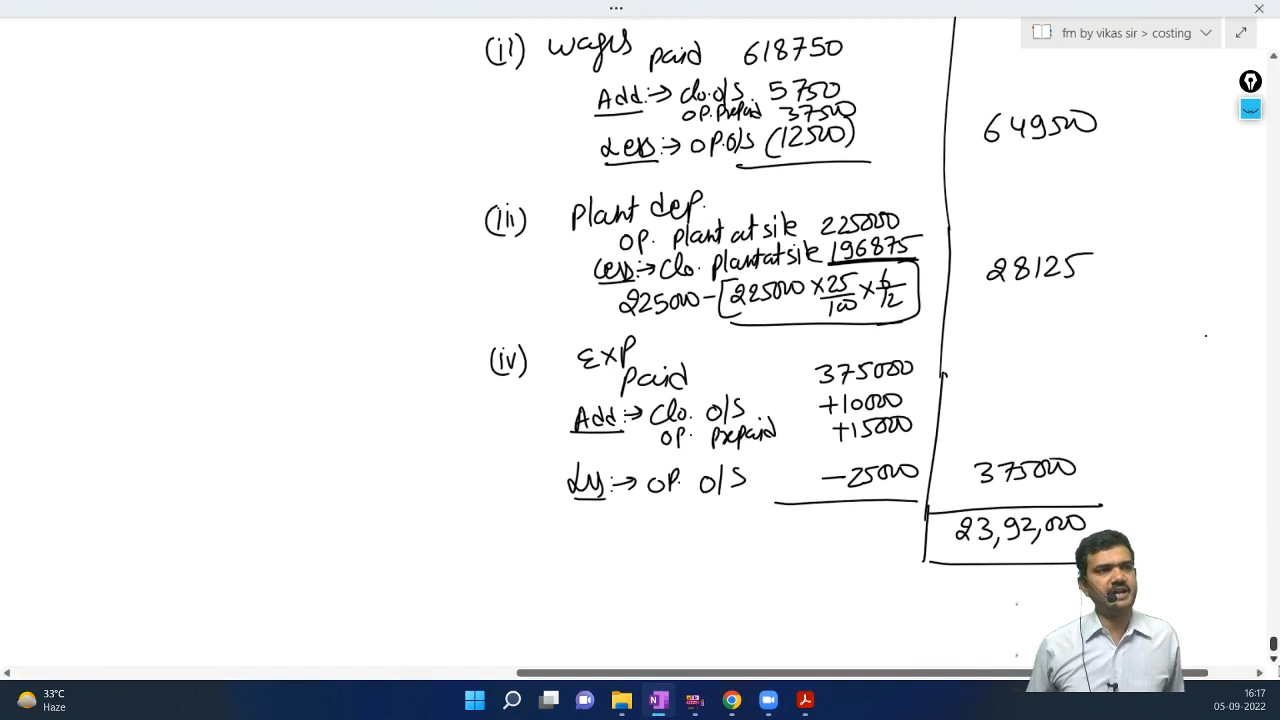 fm by vikas sir > costing
(ii) wages paid 618750
Add:→ clo. o/s. 5750
op. prepaid 37500
Less:→ op. o/s (12500)
649500
(iii) Plant dep.
op. plant at site 225000
Less:→ clo. plant at site 196875
28125
225000 - 225000 × 25/100 × 6/12
(iv) Exp
paid 375000
Add:→ clo. o/s +10000
op. prepaid +15000
Less:→ op. o/s -25000
375000
23,92,000
33°C
Haze
16:17
05-09-2022